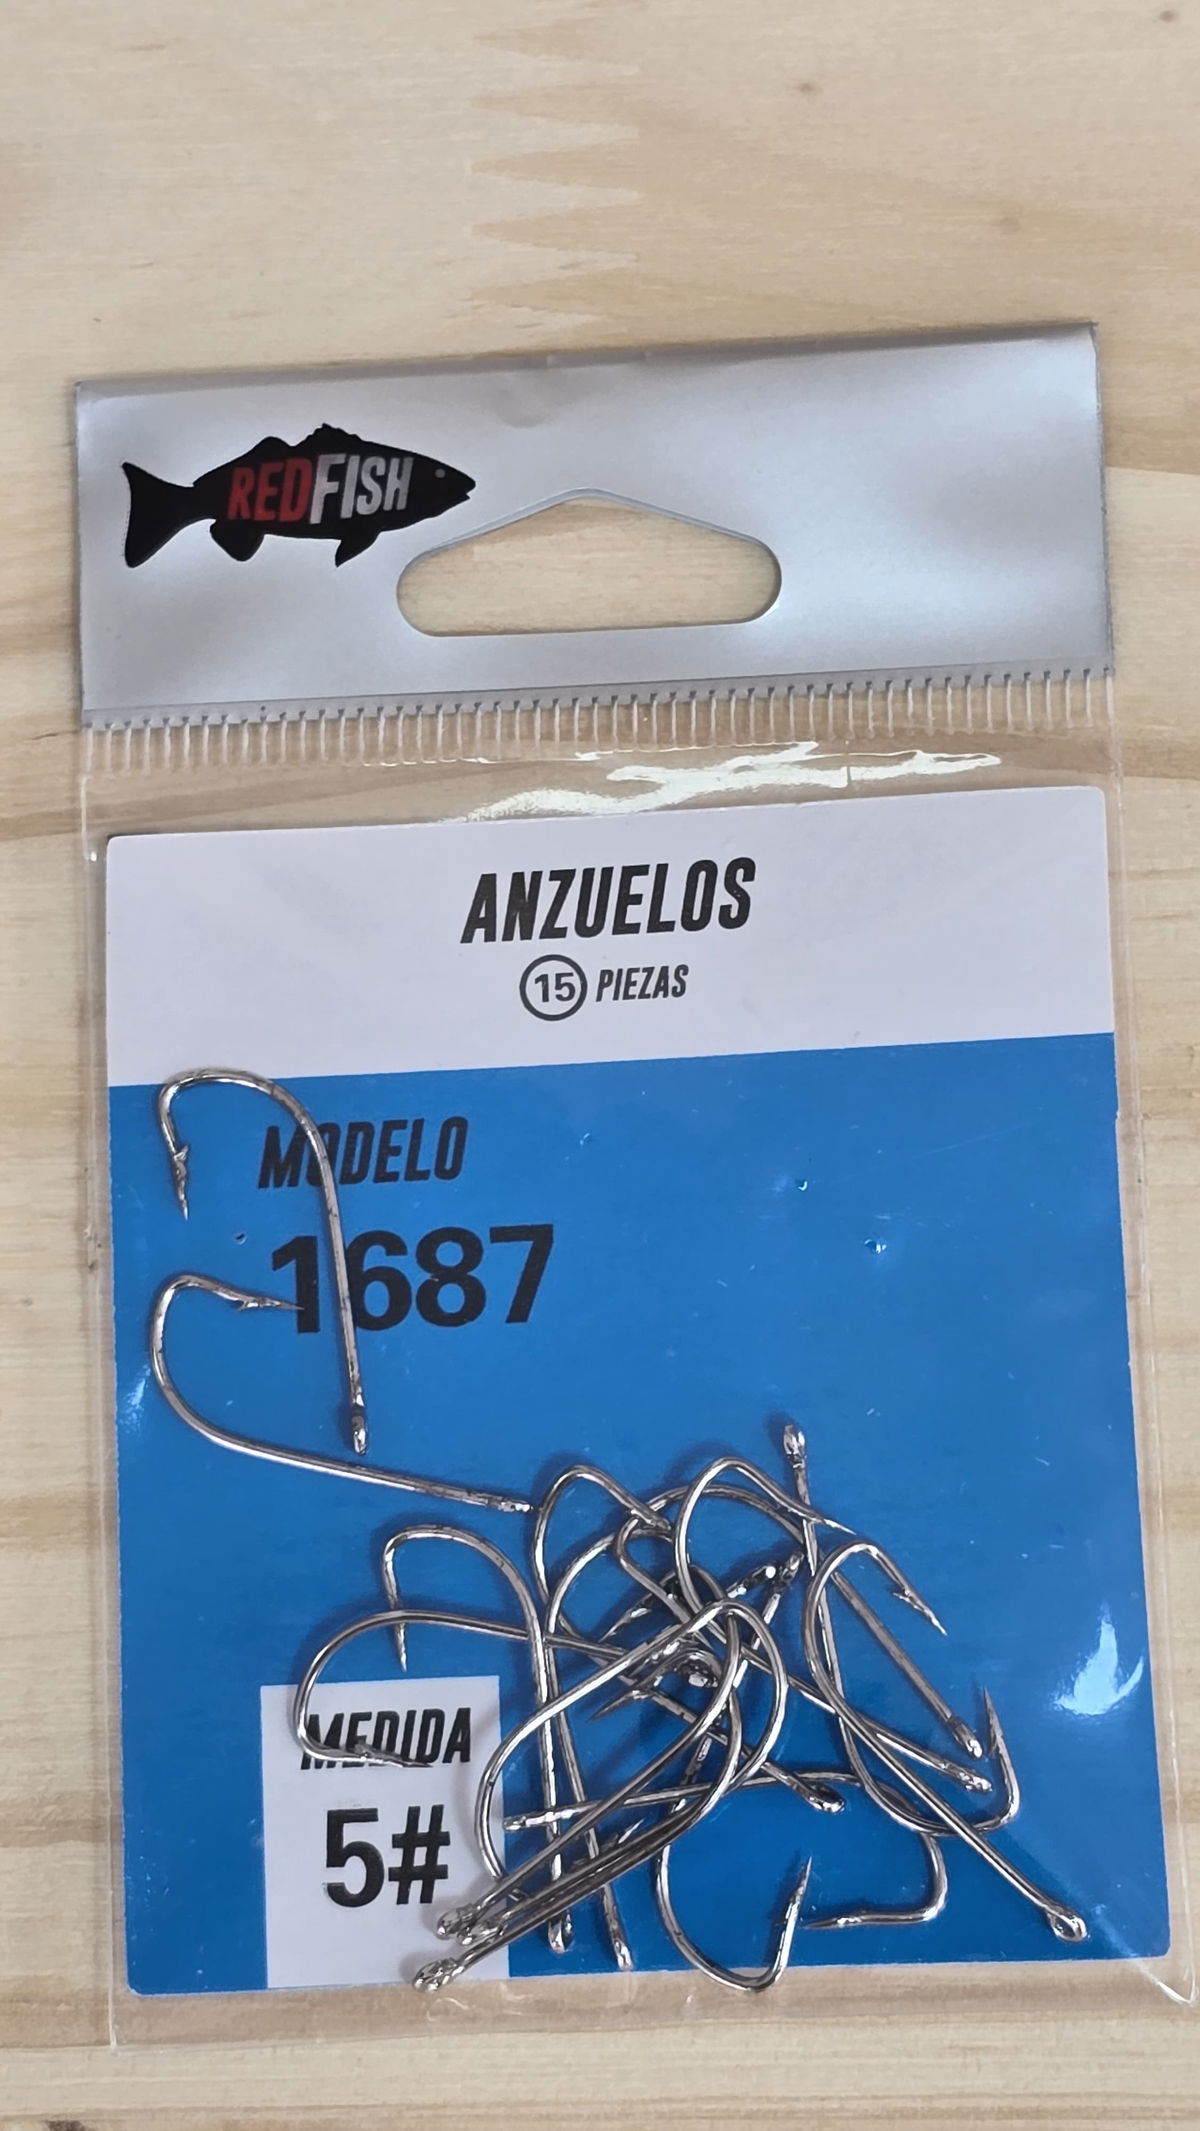 REDFISH
ANZUELOS
15 PIEZAS
MODELO
1687
MEDIDA
5#